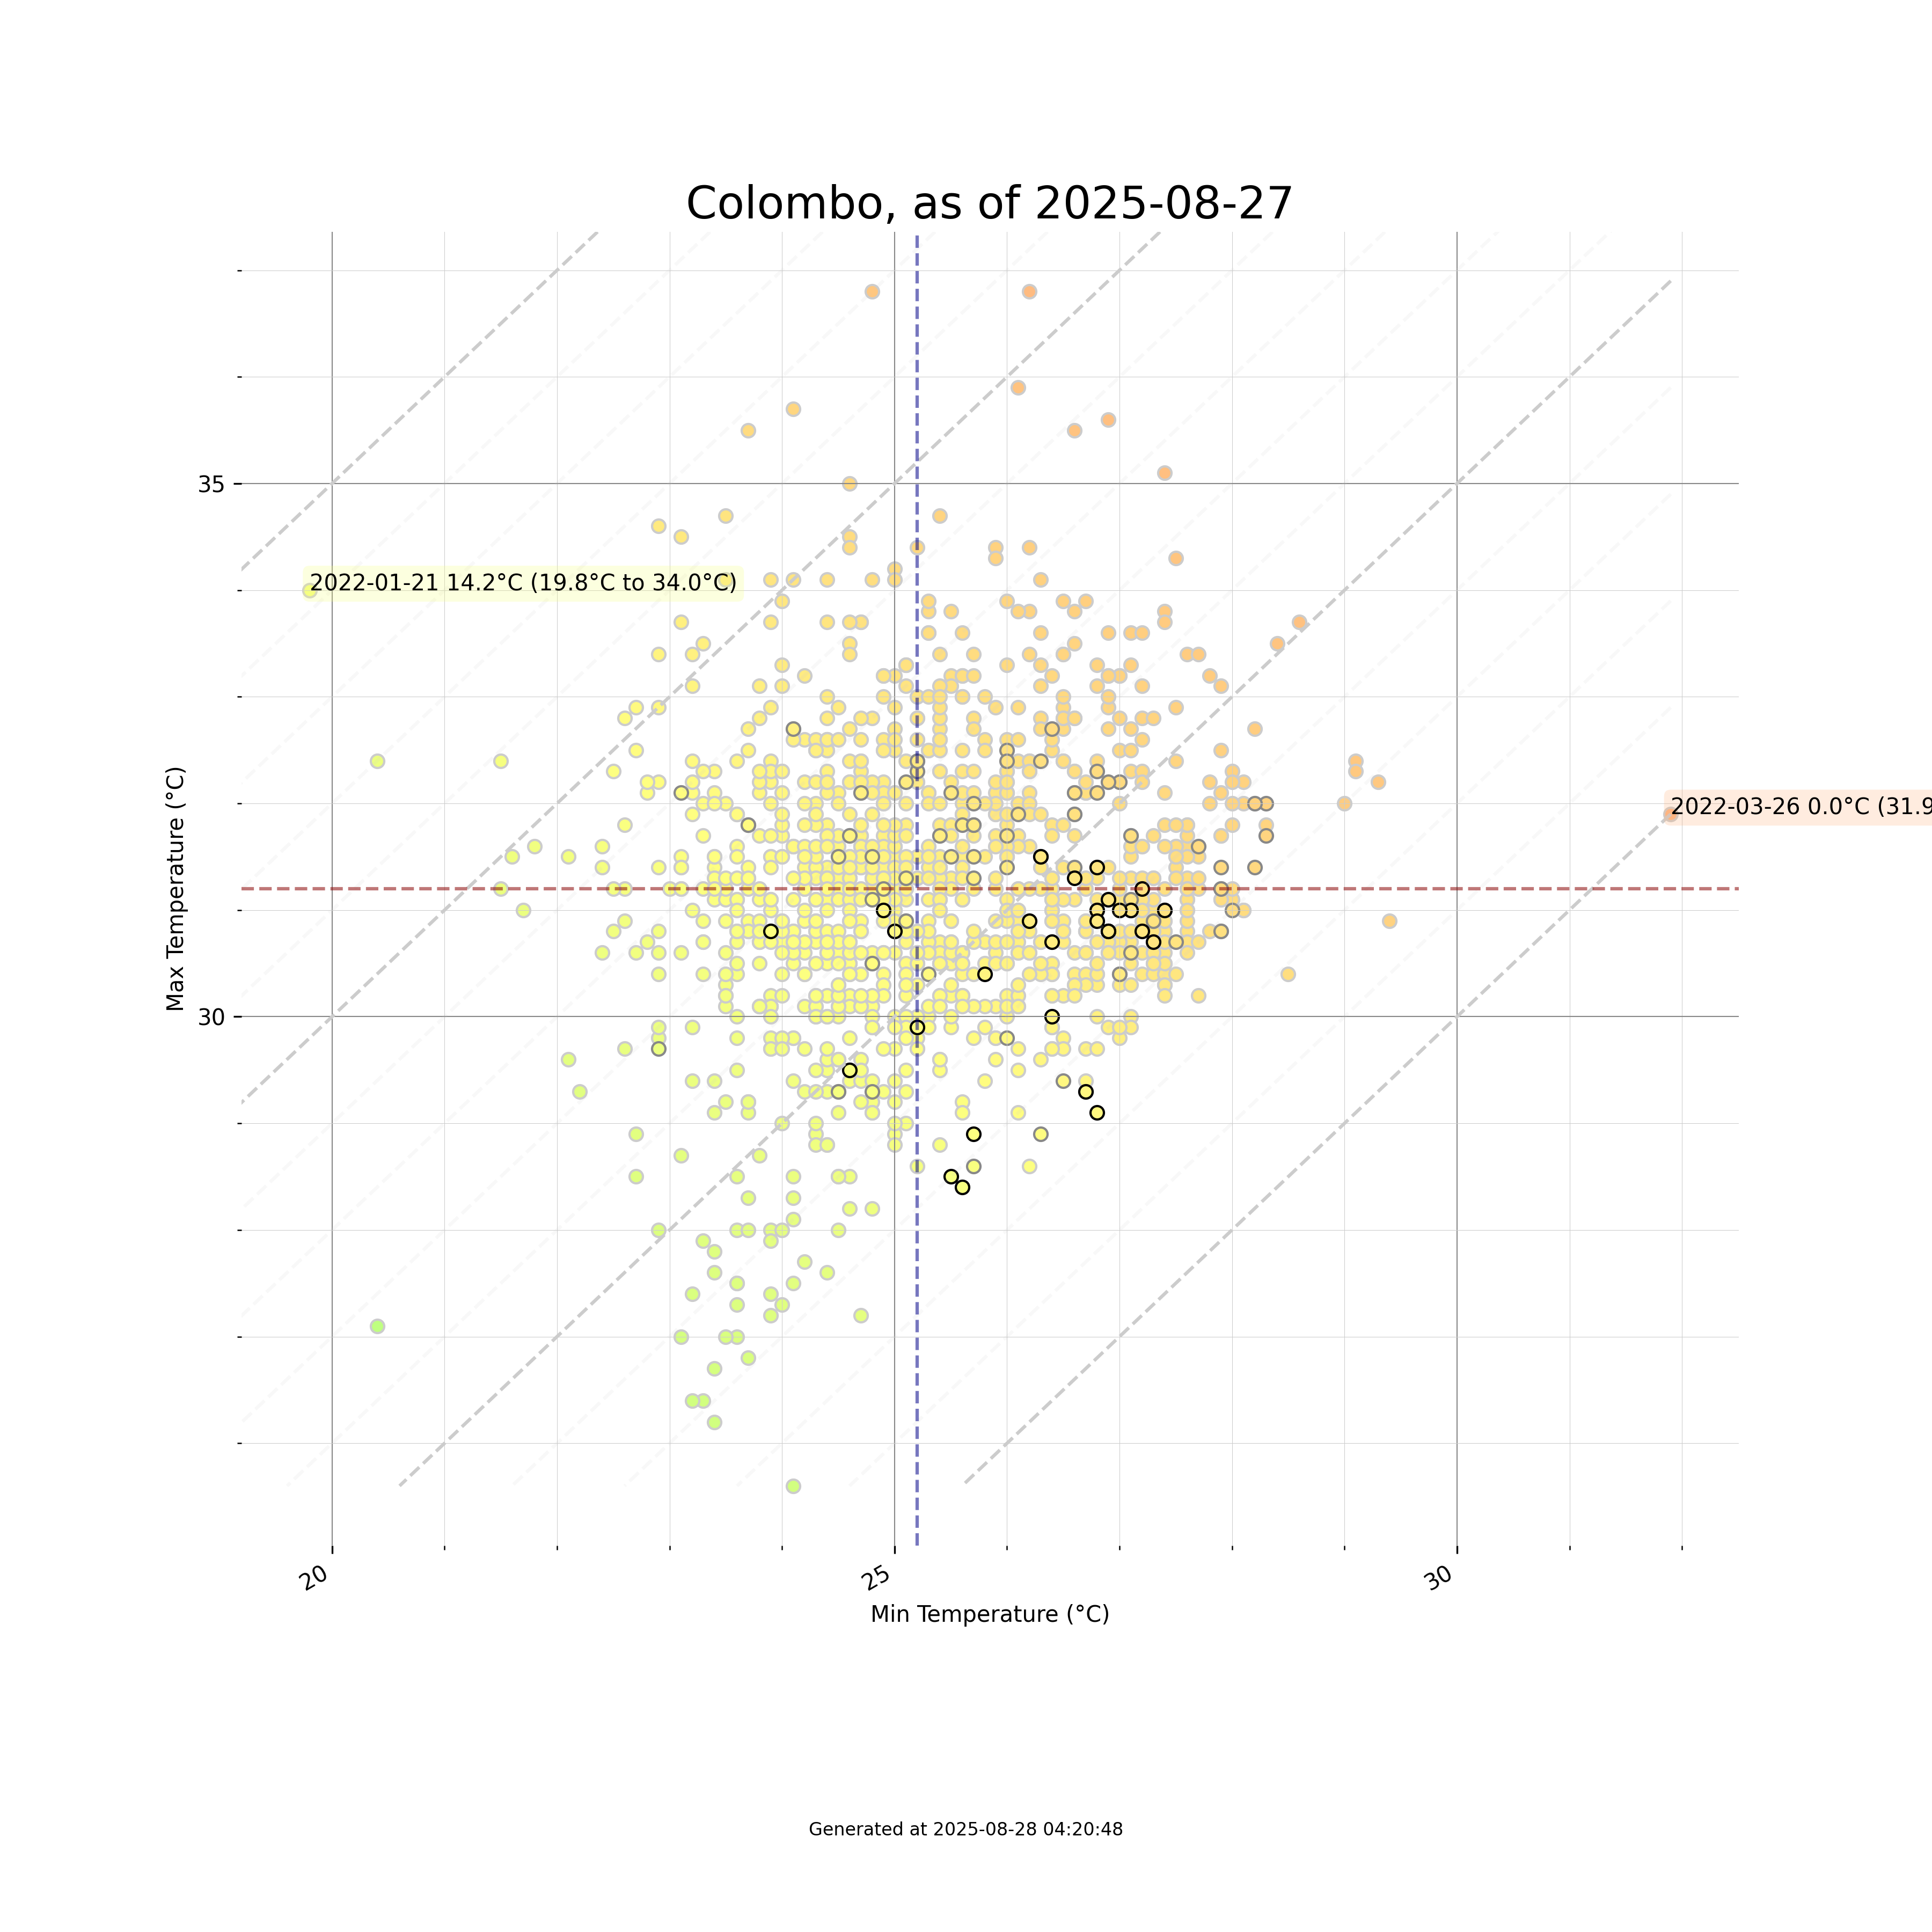 Colombo, as of 2025-08-27
35
2022-01-21 14.2°C (19.8°C to 34.0°C)
2022-03-26 0.0°C (31.9
Max Temperature (°C)
30
20
25
30
Min Temperature (°C)
Generated at 2025-08-28 04:20:48